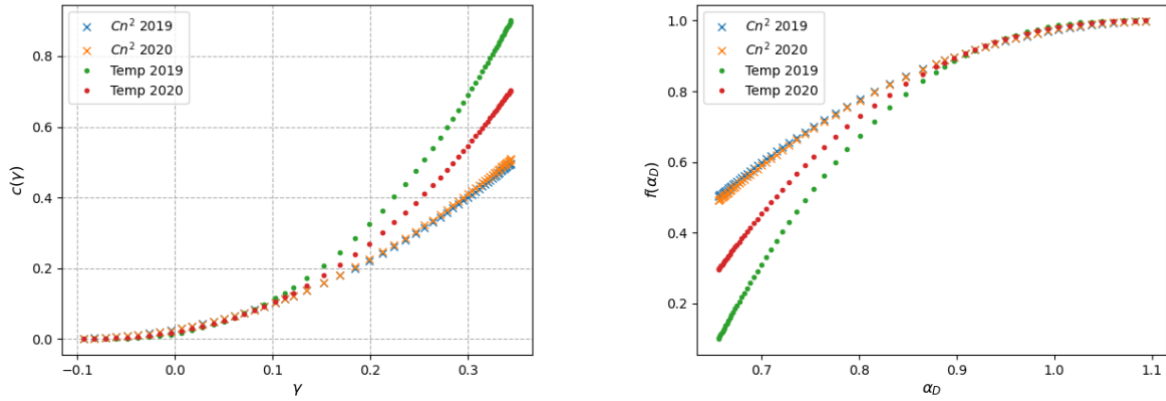 Cn² 2019
Cn² 2020
Temp 2019
Temp 2020
0.8
0.6
0.4
0.2
0.0
c(γ)
−0.1 0.0 0.1 0.2 0.3
γ
Cn² 2019
Cn² 2020
Temp 2019
Temp 2020
1.0
0.8
0.6
0.4
0.2
f(α_D)
0.7 0.8 0.9 1.0 1.1
α_D